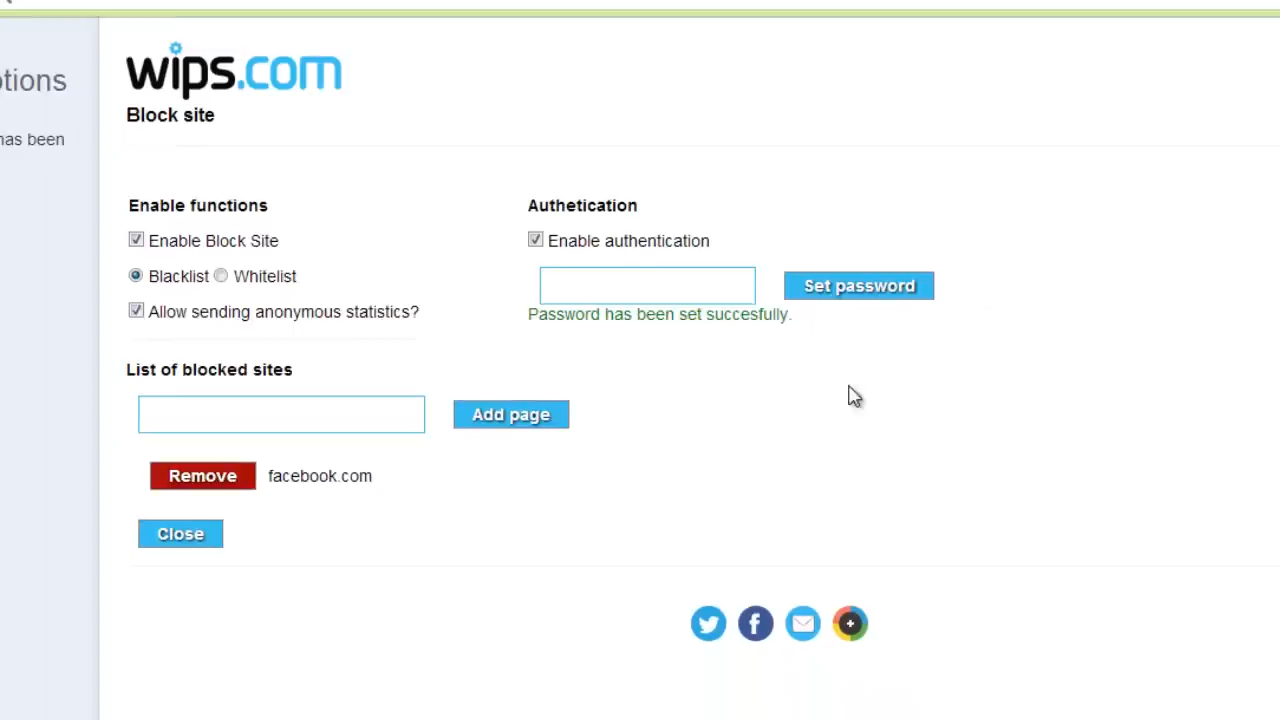 otions
has been
wips.com
Block site
Enable functions
Enable Block Site
Blacklist Whitelist
Allow sending anonymous statistics?
Authetication
Enable authentication
Set password
Password has been set succesfully.
List of blocked sites
Add page
Remove facebook.com
Close